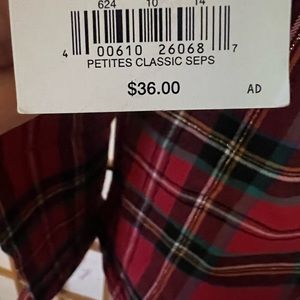 624 10 14
4 00610 26068 7
PETITES CLASSIC SEPS
$36.00 AD